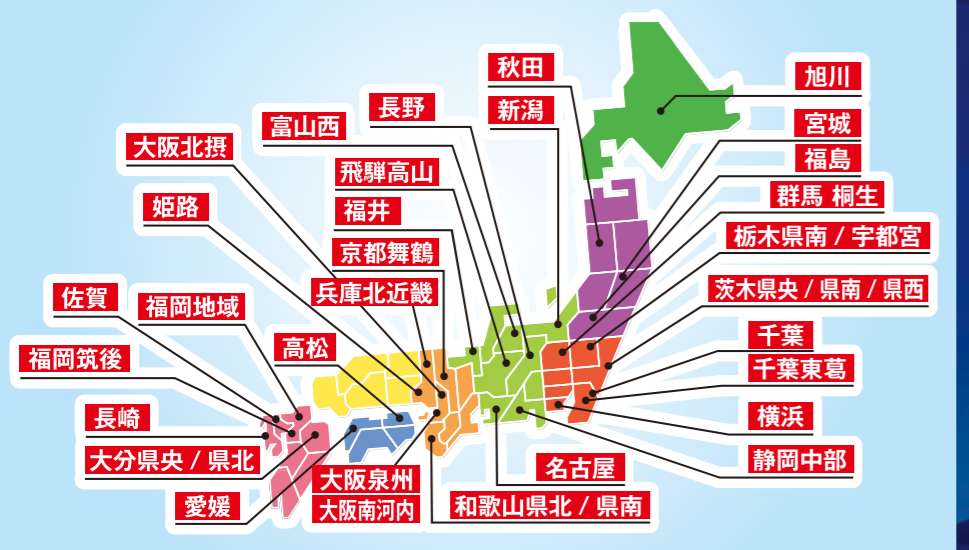 秋田
旭川
長野
新潟
富山西
宮城
大阪北摂
福島
飛騨高山
群馬 桐生
姫路
福井
栃木県南 / 宇都宮
京都舞鶴
佐賀
福岡地域
兵庫北近畿
茨木県央 / 県南 / 県西
高松
千葉
福岡筑後
千葉東葛
長崎
横浜
大分県央 / 県北
名古屋
静岡中部
愛媛
大阪泉州
大阪南河内
和歌山県北 / 県南